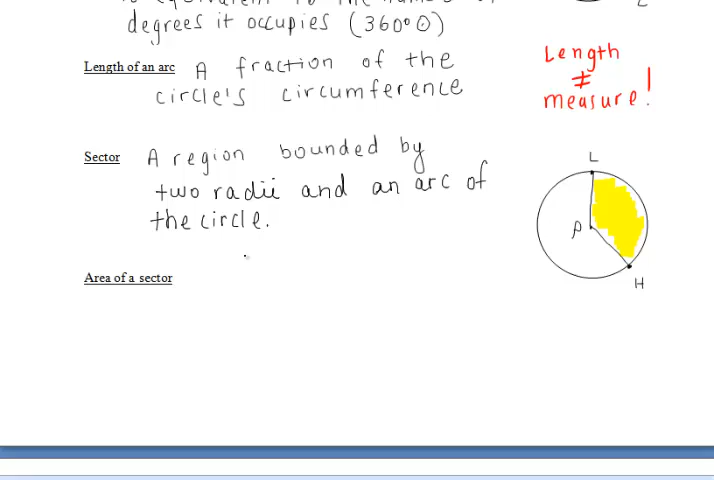 degrees it occupies (360° ⊙)
Length of an arc A fraction of the
circle's circumference
Length
≠
measure!
Sector A region bounded by
two radii and an arc of
the circle.
L
P
H
Area of a sector